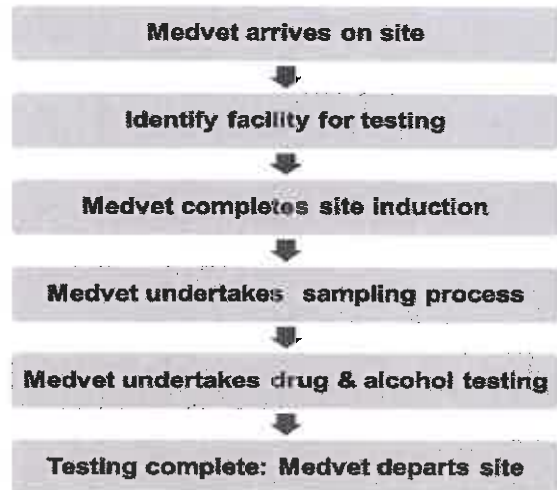 Medvet arrives on site
Identify facility for testing
Medvet completes site induction
Medvet undertakes sampling process
Medvet undertakes drug & alcohol testing
Testing complete: Medvet departs site